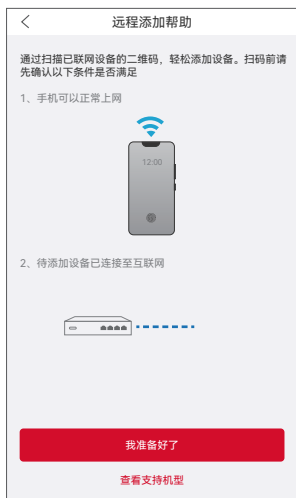 远程添加帮助
通过扫描已联网设备的二维码，轻松添加设备。扫码前请
先确认以下条件是否满足
1、手机可以正常上网
12:00
2、待添加设备已连接至互联网
我准备好了
查看支持机型